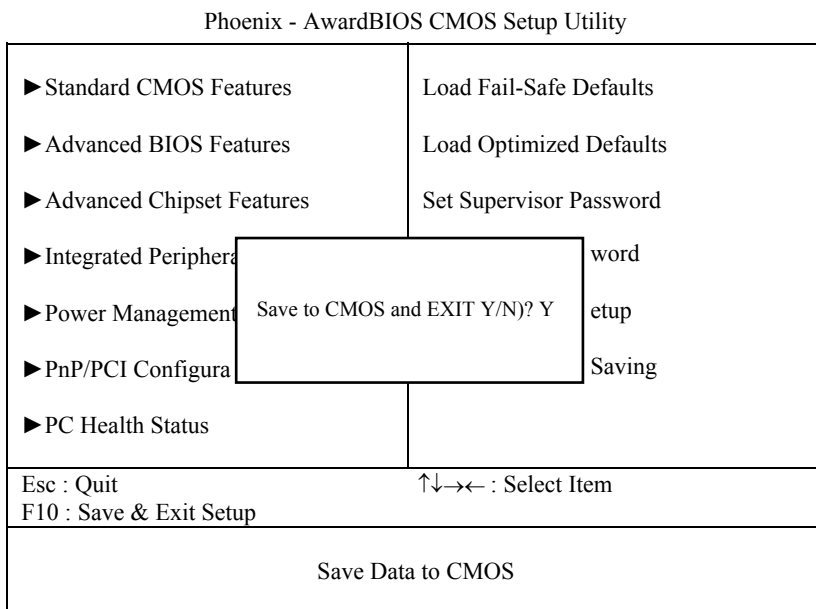 Phoenix - AwardBIOS CMOS Setup Utility
►Standard CMOS Features
►Advanced BIOS Features
►Advanced Chipset Features
►Integrated Periphera
►Power Management
►PnP/PCI Configura
►PC Health Status
Load Fail-Safe Defaults
Load Optimized Defaults
Set Supervisor Password
word
etup
Saving
Save to CMOS and EXIT Y/N)? Y
Esc : Quit
↑↓→← : Select Item
F10 : Save & Exit Setup
Save Data to CMOS